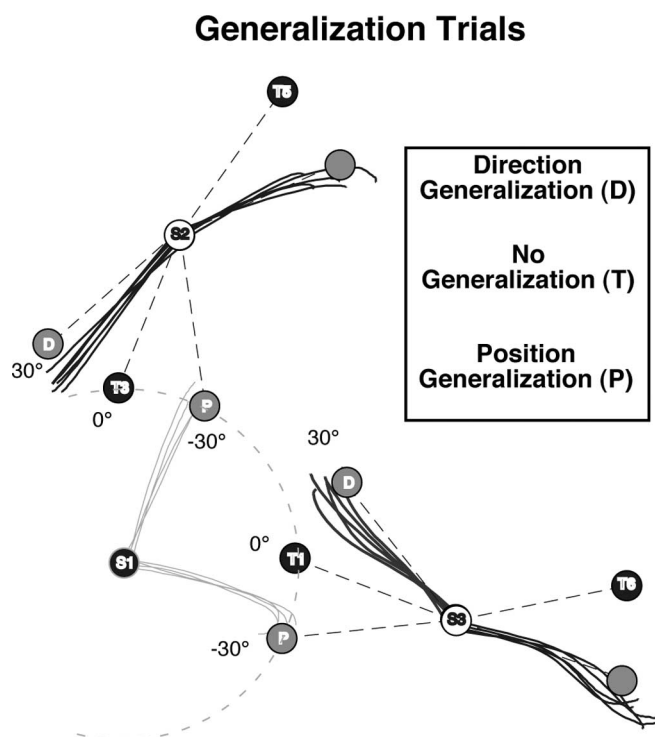 Generalization Trials
T5
Direction
Generalization (D)
S2
No
Generalization (T)
D
30°
T3
0°
P
-30°
Position
Generalization (P)
30°
D
0°
T1
S1
T6
S3
P
-30°